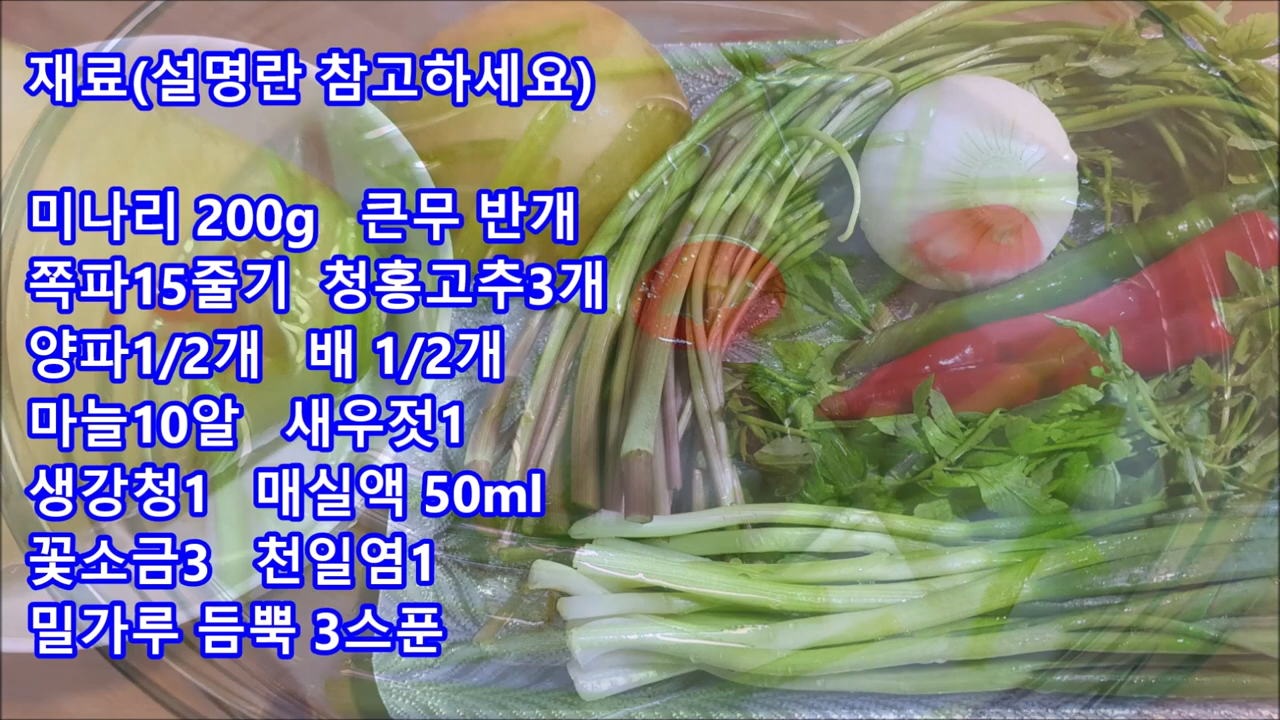 재료(설명란 참고하세요)
미나리 200g 큰무 반개
쪽파15줄기 청홍고추3개
양파1/2개 배 1/2개
마늘10알 새우젓1
생강청1 매실액 50ml
꽃소금3 천일염1
밀가루 듬뿍 3스푼